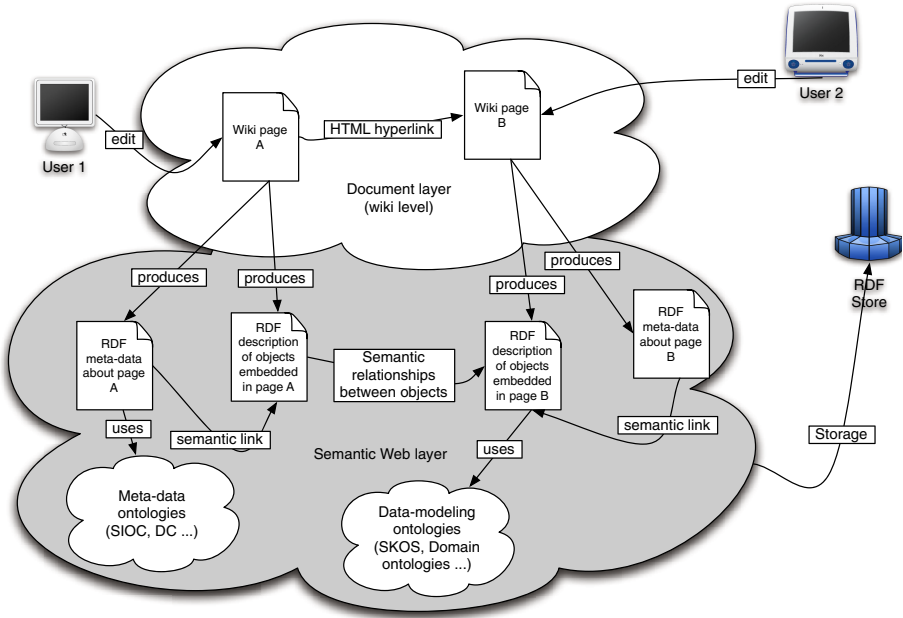 edit
User 2
Wiki page
B
Wiki page
A
HTML hyperlink
edit
User 1
Document layer
(wiki level)
produces
produces
produces
produces
RDF
Store
RDF
meta-data
about page
A
RDF
description
of objects
embedded
in page A
Semantic
relationships
between objects
RDF
description
of objects
embedded
in page B
RDF
meta-data
about page
B
uses
semantic link
Semantic Web layer
uses
semantic link
Storage
Meta-data
ontologies
(SIOC, DC ...)
Data-modeling
ontologies
(SKOS, Domain
ontologies ...)